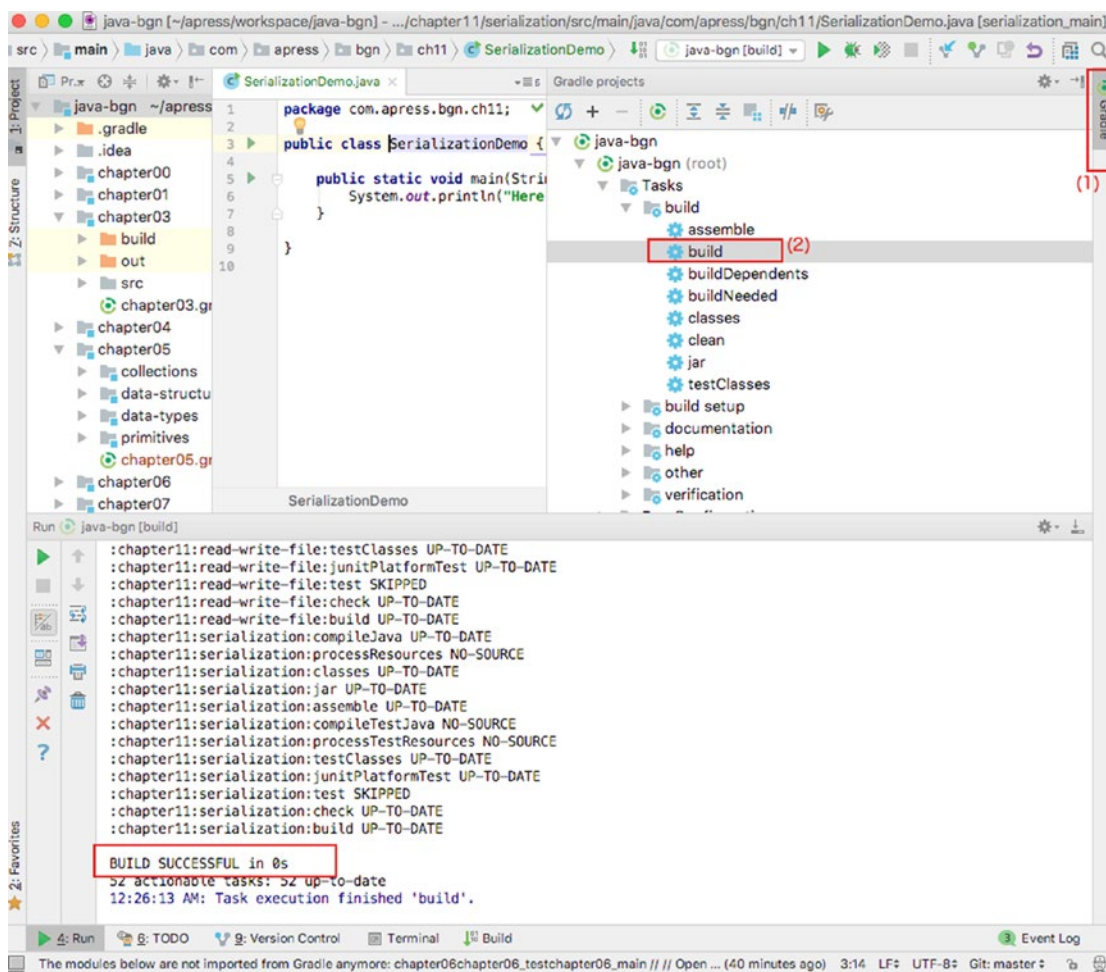 java-bgn [~/apress/workspace/java-bgn] - .../chapter11/serialization/src/main/java/com/apress/bgn/ch11/SerializationDemo.java [serialization_main]
src main java com apress bgn ch11 SerializationDemo java-bgn [build]
1: Project
Z: Structure
2: Favorites
Pr..
java-bgn ~/apress
.gradle
.idea
chapter00
chapter01
chapter03
build
out
src
chapter03.gr
chapter04
chapter05
collections
data-structu
data-types
primitives
chapter05.gr
chapter06
chapter07
SerializationDemo.java
1 package com.apress.bgn.ch11;
2
3 public class SerializationDemo {
4
5 public static void main(Strin
6 System.out.println("Here
7 }
8
9 }
10
SerializationDemo
Gradle projects
java-bgn
java-bgn (root)
Tasks
build
assemble
build
(2)
buildDependents
buildNeeded
classes
clean
jar
testClasses
build setup
documentation
help
other
verification
Gradle
(1)
Run java-bgn [build]
:chapter11:read-write-file:testClasses UP-TO-DATE
:chapter11:read-write-file:junitPlatformTest UP-TO-DATE
:chapter11:read-write-file:test SKIPPED
:chapter11:read-write-file:check UP-TO-DATE
:chapter11:read-write-file:build UP-TO-DATE
:chapter11:serialization:compileJava UP-TO-DATE
:chapter11:serialization:processResources NO-SOURCE
:chapter11:serialization:classes UP-TO-DATE
:chapter11:serialization:jar UP-TO-DATE
:chapter11:serialization:assemble UP-TO-DATE
:chapter11:serialization:compileTestJava NO-SOURCE
:chapter11:serialization:processTestResources NO-SOURCE
:chapter11:serialization:testClasses UP-TO-DATE
:chapter11:serialization:junitPlatformTest UP-TO-DATE
:chapter11:serialization:test SKIPPED
:chapter11:serialization:check UP-TO-DATE
:chapter11:serialization:build UP-TO-DATE
BUILD SUCCESSFUL in 0s
52 actionable tasks: 52 up-to-date
12:26:13 AM: Task execution finished 'build'.
4: Run 6: TODO 9: Version Control Terminal Build 3 Event Log
The modules below are not imported from Gradle anymore: chapter06chapter06_testchapter06_main // // Open ... (40 minutes ago) 3:14 LF÷ UTF-8÷ Git: master ÷